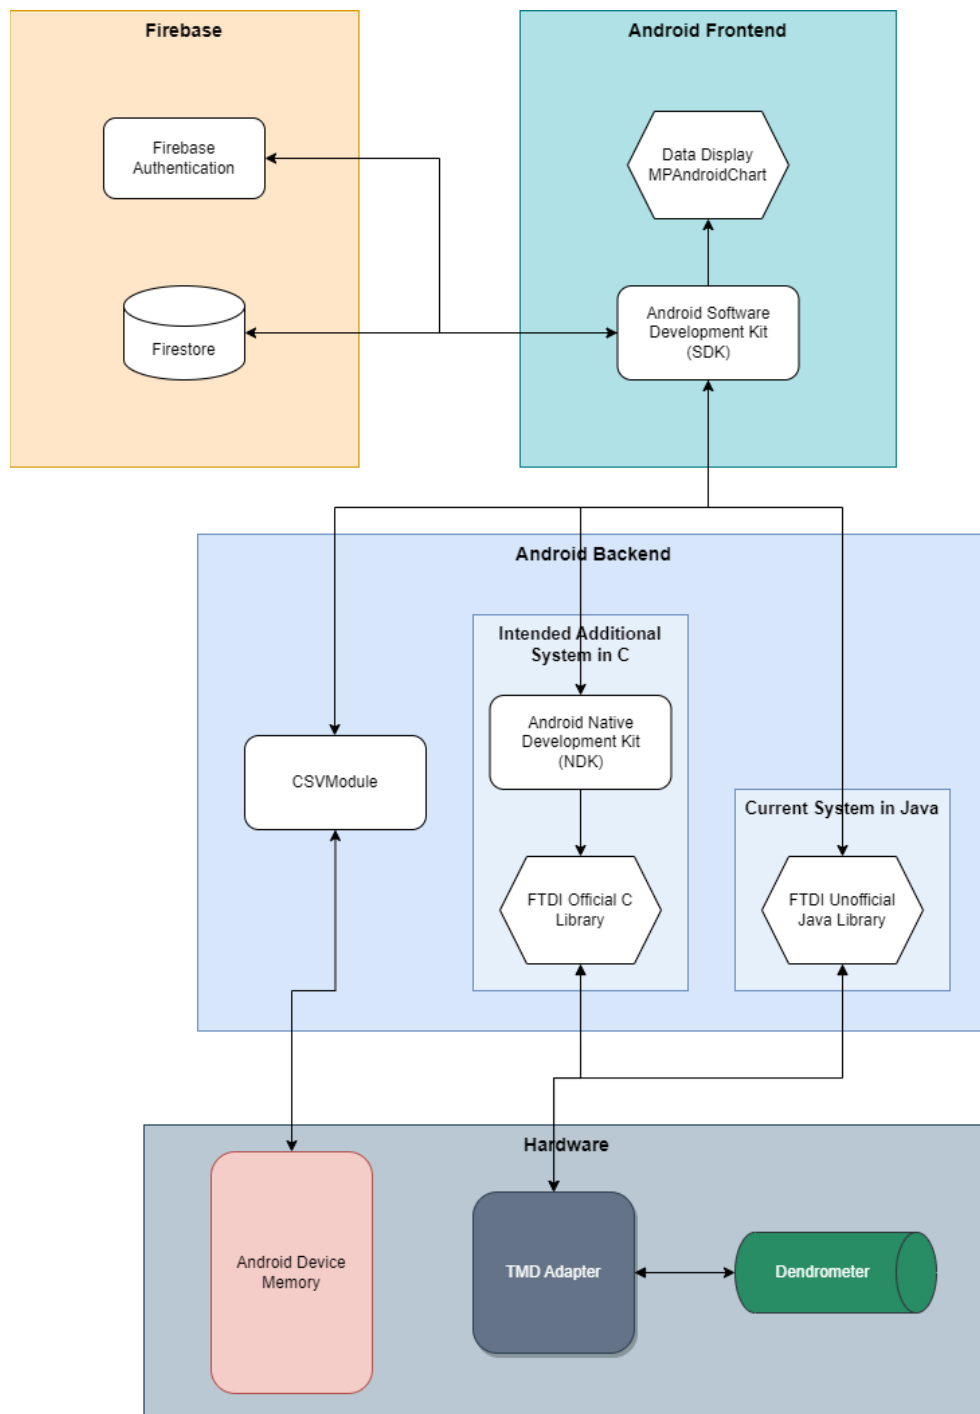 Firebase
Android Frontend
Firebase
Authentication
Data Display
MPAndroidChart
Firestore
Android Software
Development Kit
(SDK)
Android Backend
Intended Additional
System in C
Android Native
Development Kit
(NDK)
CSVModule
Current System in Java
FTDI Official C
Library
FTDI Unofficial
Java Library
Hardware
Android Device
Memory
TMD Adapter
Dendrometer